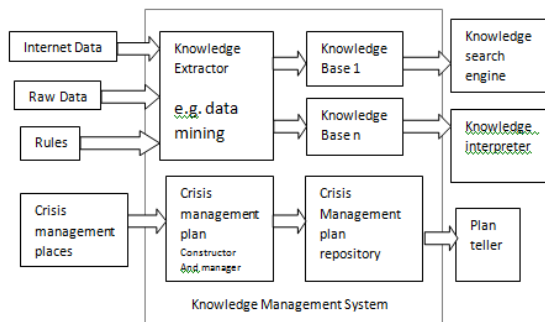 Internet Data
Raw Data
Rules
Knowledge
Extractor
e.g. data
mining
Knowledge
Base 1
Knowledge
Base n
Knowledge
search
engine
Knowledge
interpreter
Crisis
management
places
Crisis
management
plan
Constructor
And manager
Crisis
Management
plan
repository
Plan
teller
Knowledge Management System